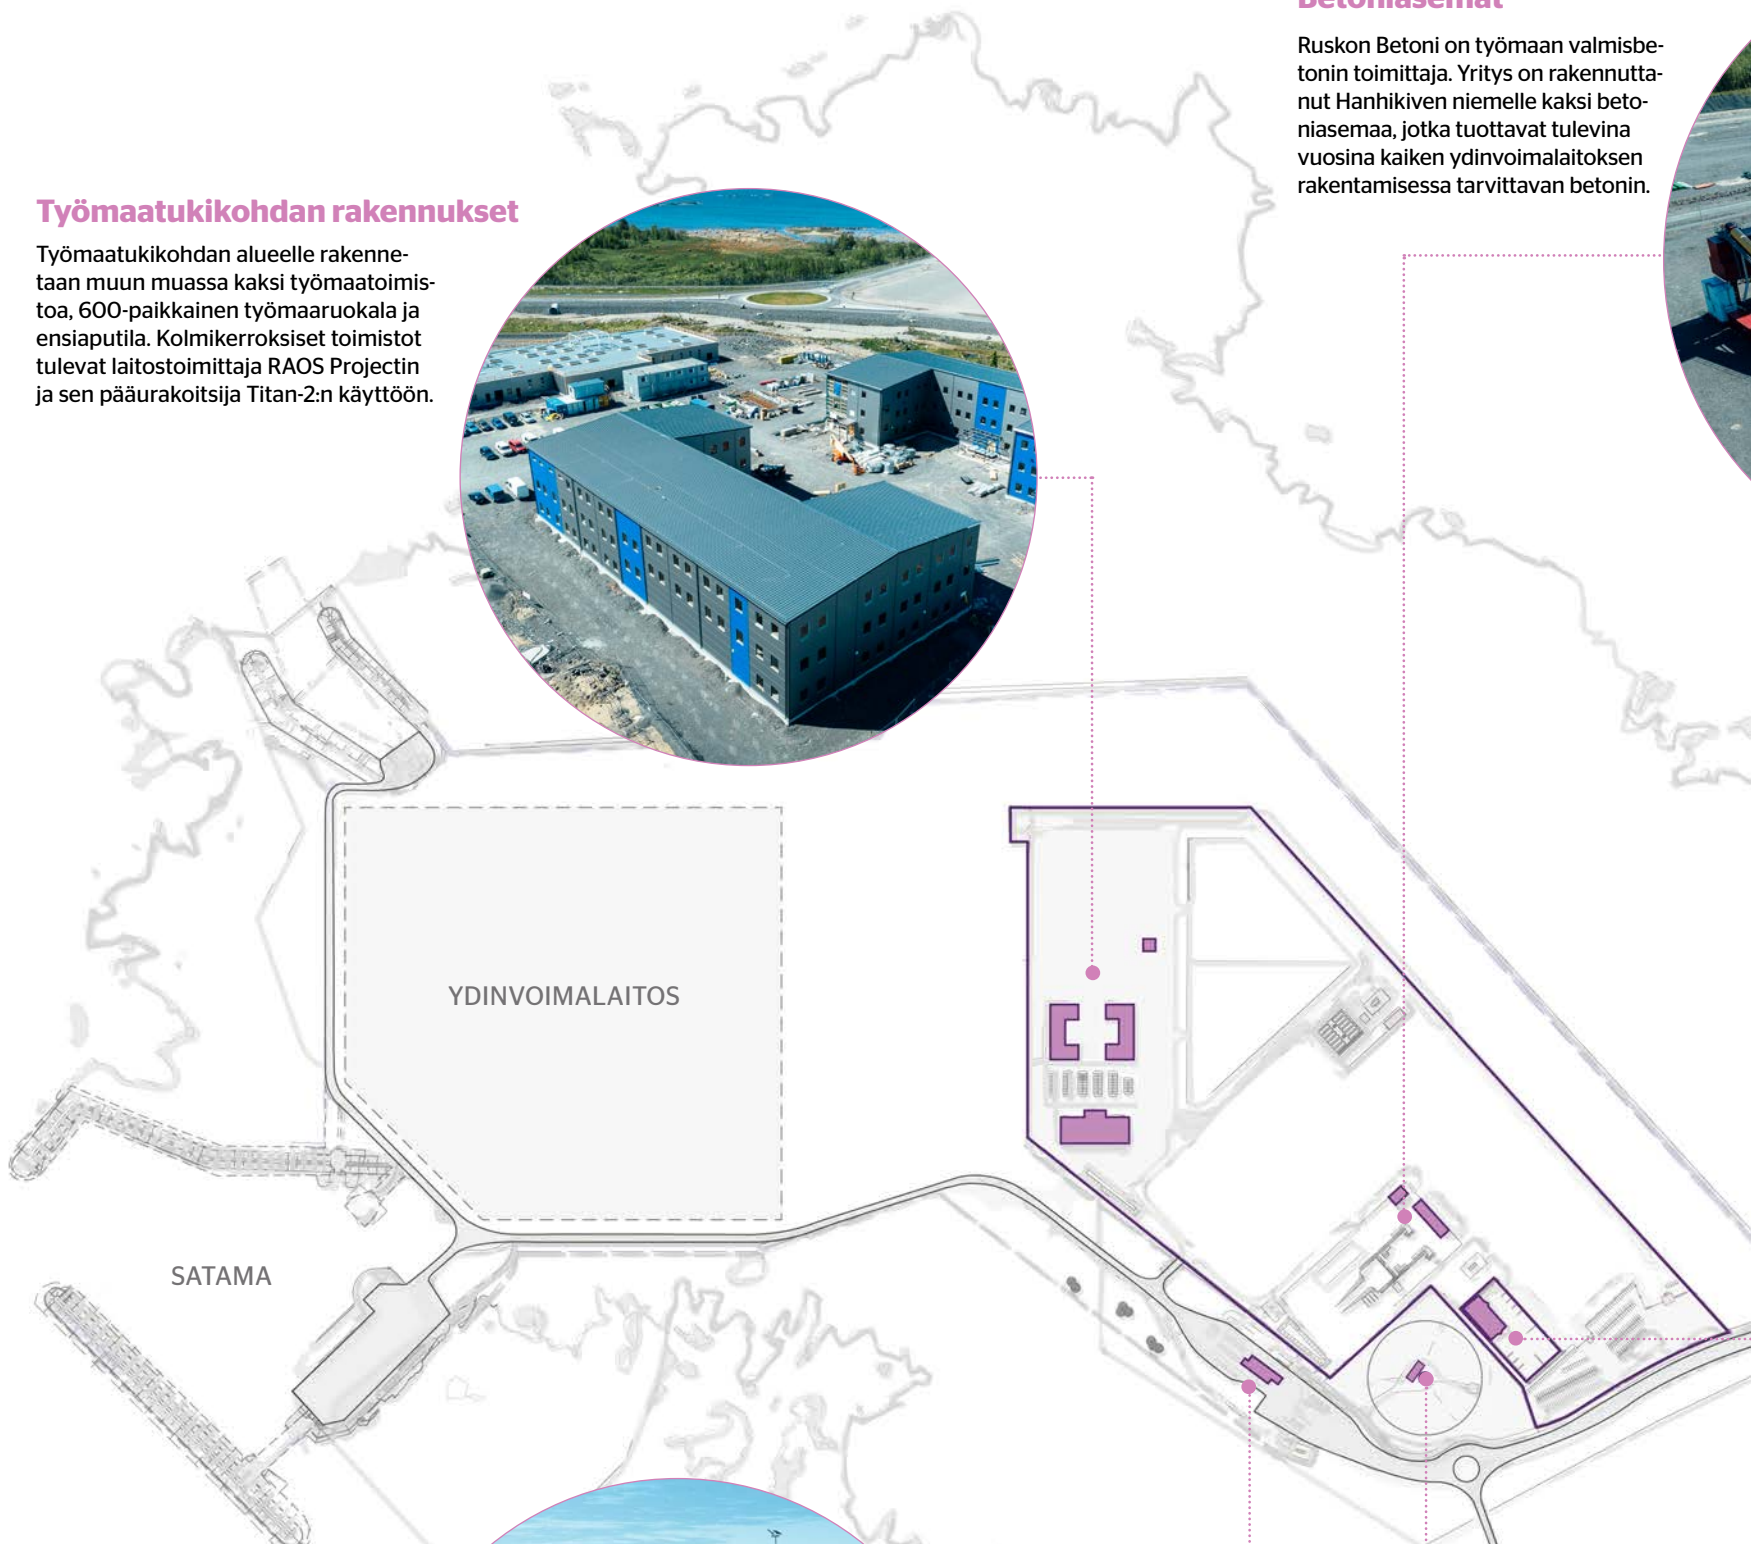 Betoniasemat
Ruskon Betoni on työmaan valmisbe-
tonin toimittaja. Yritys on rakennutta-
nut Hanhikiven niemelle kaksi beto-
niasemaa, jotka tuottavat tulevina
vuosina kaiken ydinvoimalaitoksen
rakentamisessa tarvittavan betonin.
Työmaatukikohdan rakennukset
Työmaatukikohdan alueelle rakenne-
taan muun muassa kaksi työmaatoimis-
toa, 600-paikkainen työmaaruokala ja
ensiaputila. Kolmikerroksiset toimistot
tulevat laitostoimittaja RAOS Projectin
ja sen pääurakoitsija Titan-2:n käyttöön.
YDINVOIMALAITOS
SATAMA